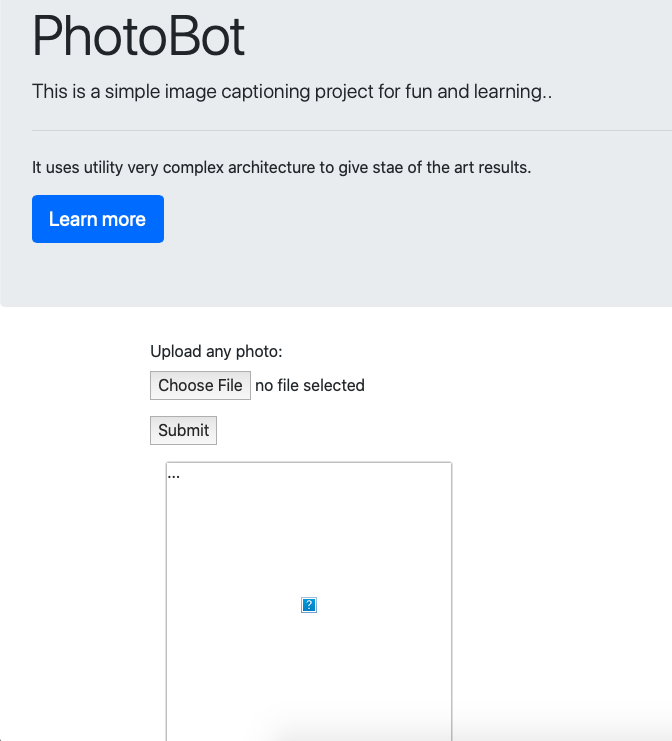 PhotoBot
This is a simple image captioning project for fun and learning..
It uses utility very complex architecture to give stae of the art results.
Learn more
Upload any photo:
Choose File no file selected
Submit
...
?